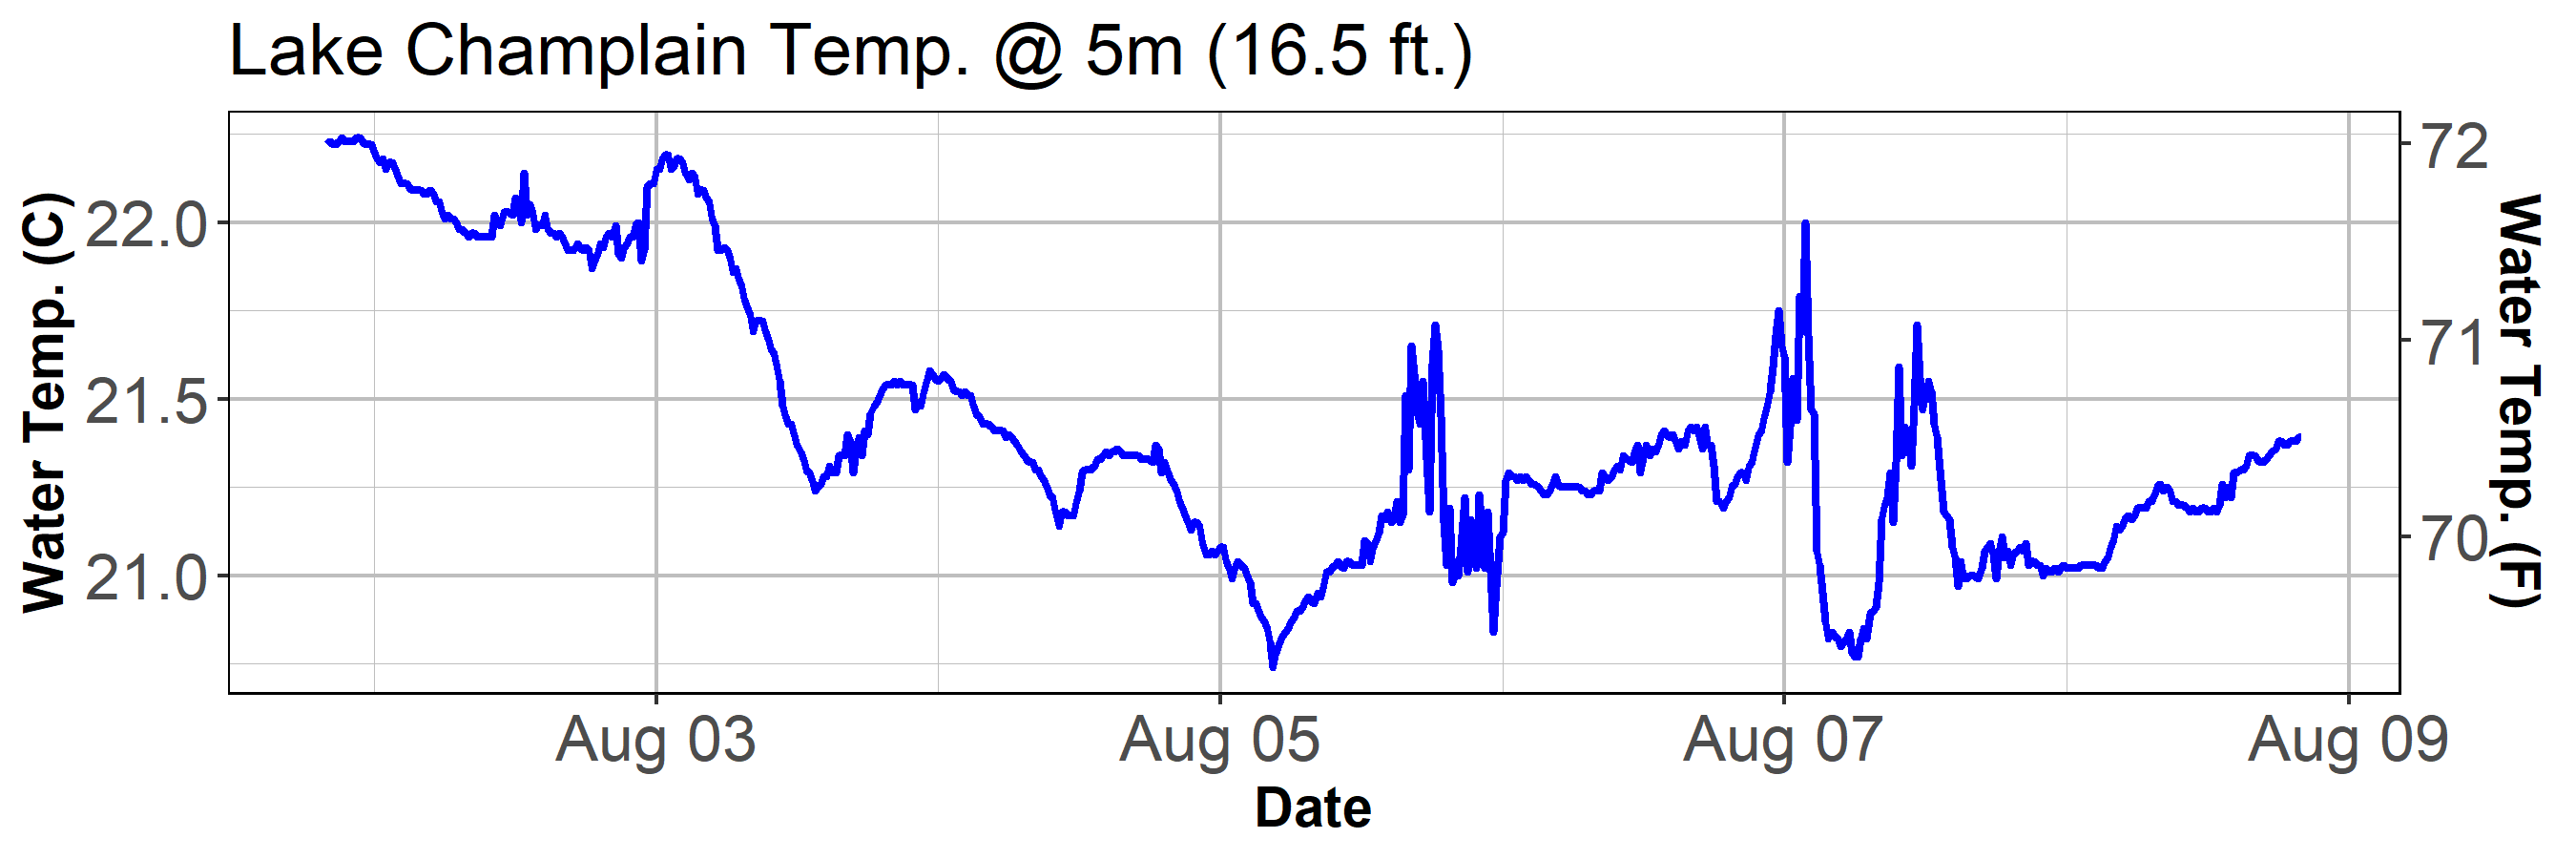 Lake Champlain Temp. @ 5m (16.5 ft.)
Water Temp. (C)
22.0
21.5
21.0
72
71
70
Water Temp. (F)
Aug 03
Aug 05
Aug 07
Aug 09
Date